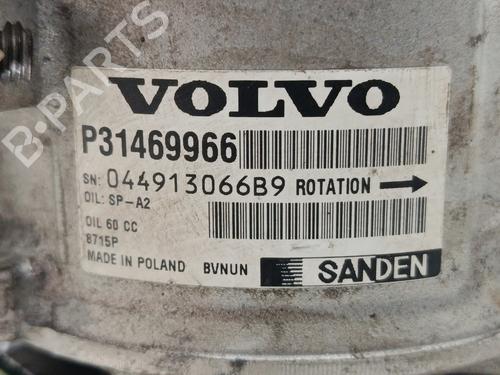 VOLVO
P31469966
SN: 044913066B9 ROTATION
OIL: SP-A2
OIL 60 CC
8715P
MADE IN POLAND BVNUN SANDEN
B-PARTS